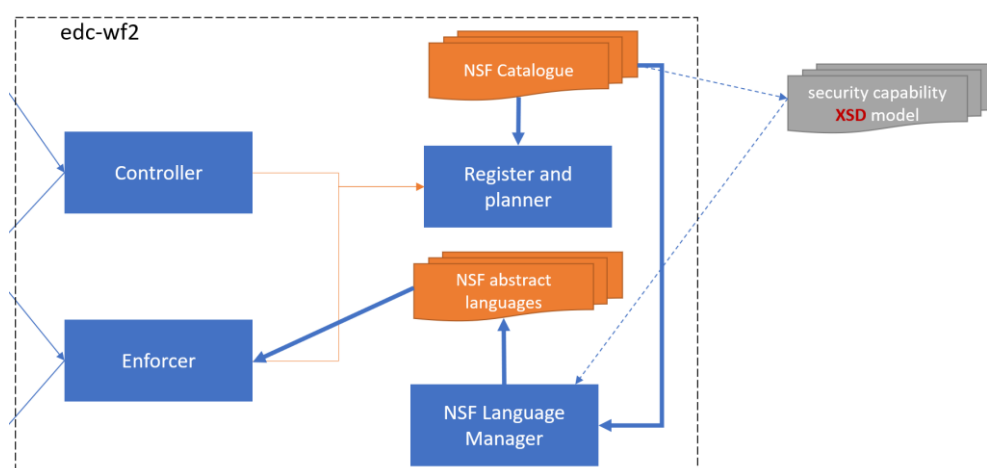 edc-wf2
NSF Catalogue
security capability
XSD model
Controller
Register and
planner
NSF abstract
languages
Enforcer
NSF Language
Manager